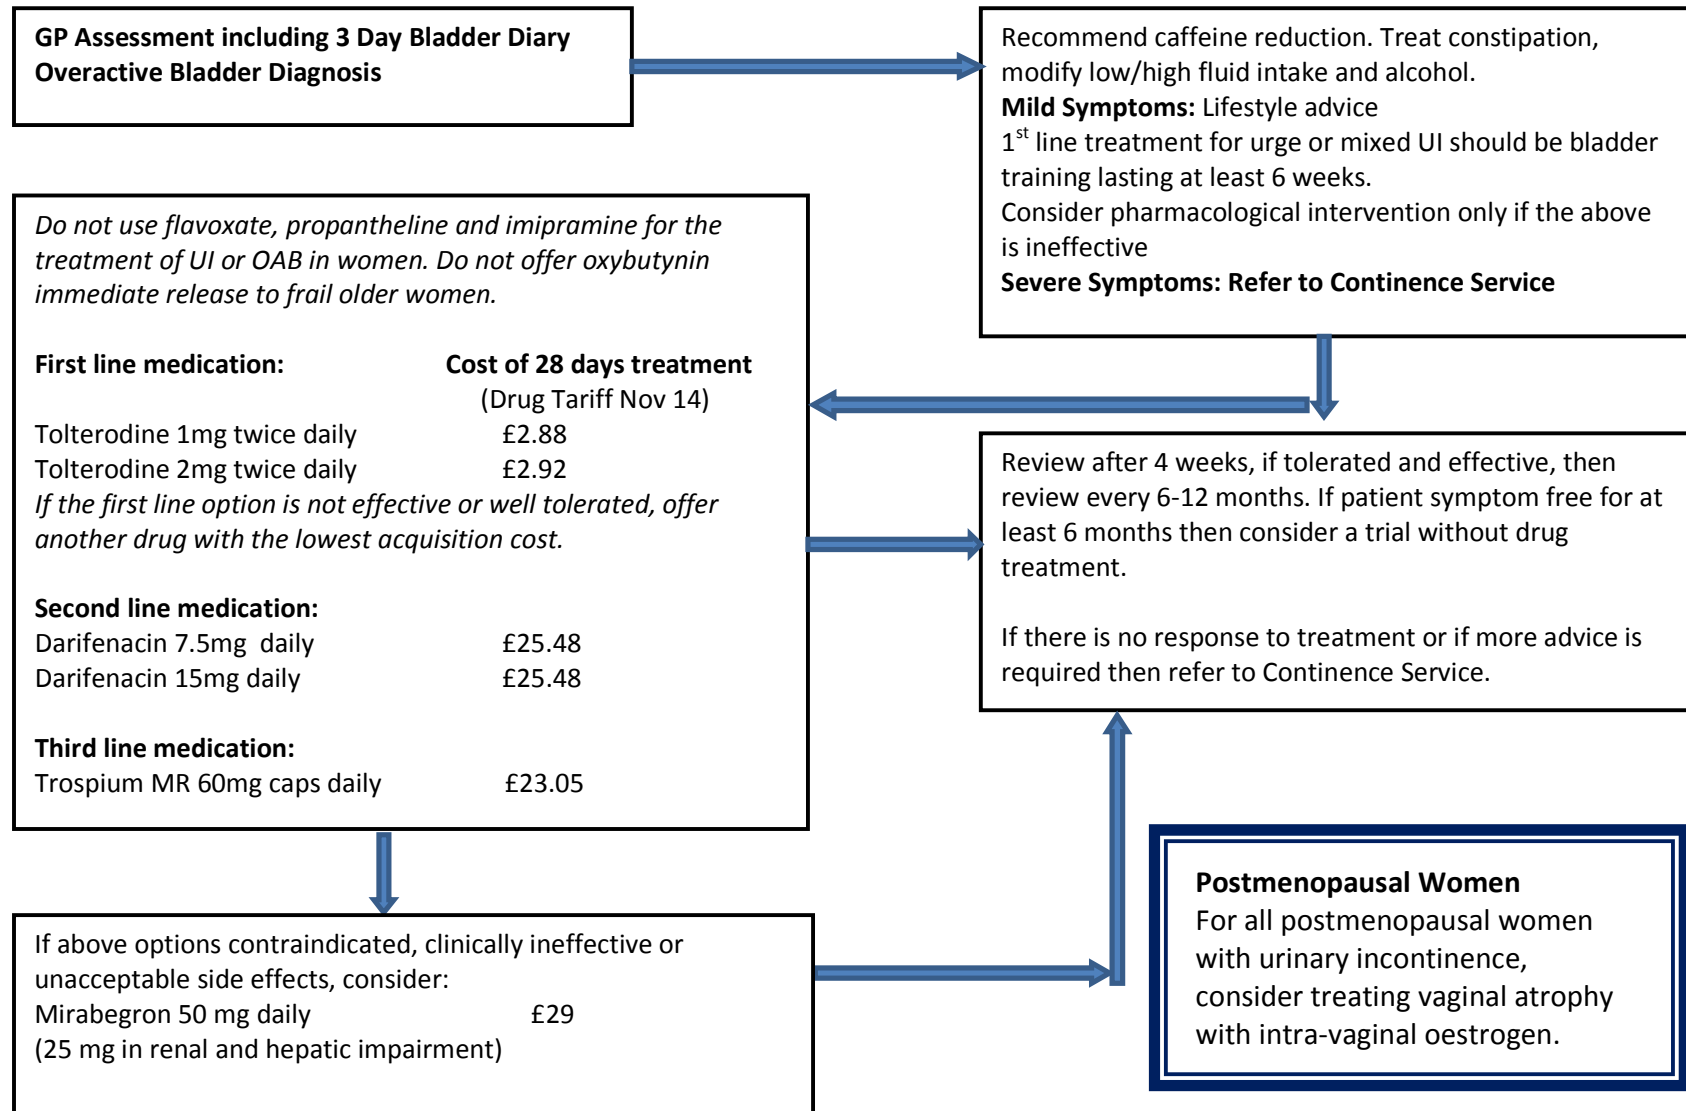 GP Assessment including 3 Day Bladder Diary
Overactive Bladder Diagnosis
Recommend caffeine reduction. Treat constipation,
modify low/high fluid intake and alcohol.
Mild Symptoms: Lifestyle advice
1st line treatment for urge or mixed UI should be bladder
training lasting at least 6 weeks.
Consider pharmacological intervention only if the above
is ineffective
Severe Symptoms: Refer to Continence Service
Do not use flavoxate, propantheline and imipramine for the
treatment of UI or OAB in women. Do not offer oxybutynin
immediate release to frail older women.
First line medication: Cost of 28 days treatment
(Drug Tariff Nov 14)
Tolterodine 1mg twice daily £2.88
Tolterodine 2mg twice daily £2.92
If the first line option is not effective or well tolerated, offer
another drug with the lowest acquisition cost.
Second line medication:
Darifenacin 7.5mg daily £25.48
Darifenacin 15mg daily £25.48
Third line medication:
Trospium MR 60mg caps daily £23.05
Review after 4 weeks, if tolerated and effective, then
review every 6-12 months. If patient symptom free for at
least 6 months then consider a trial without drug
treatment.
If there is no response to treatment or if more advice is
required then refer to Continence Service.
If above options contraindicated, clinically ineffective or
unacceptable side effects, consider:
Mirabegron 50 mg daily £29
(25 mg in renal and hepatic impairment)
Postmenopausal Women
For all postmenopausal women
with urinary incontinence,
consider treating vaginal atrophy
with intra-vaginal oestrogen.